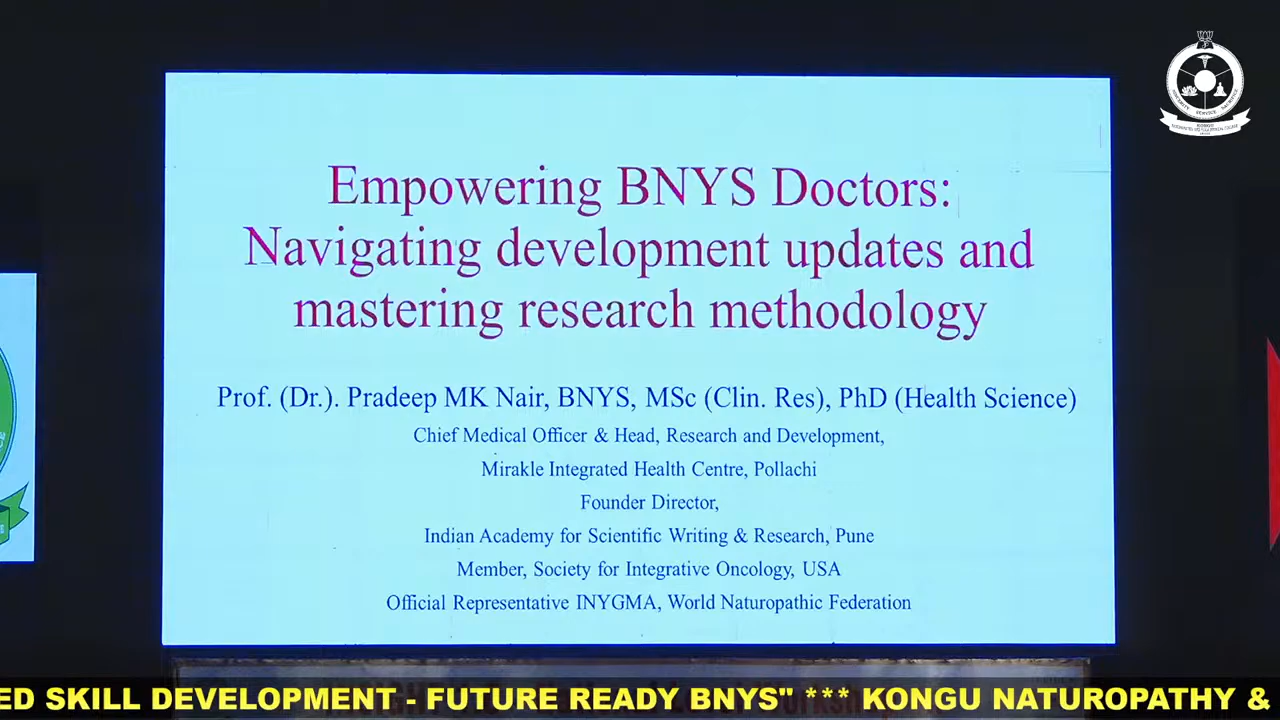 Empowering BNYS Doctors:
Navigating development updates and
mastering research methodology
Prof. (Dr.). Pradeep MK Nair, BNYS, MSc (Clin. Res), PhD (Health Science)
Chief Medical Officer & Head, Research and Development,
Mirakle Integrated Health Centre, Pollachi
Founder Director,
Indian Academy for Scientific Writing & Research, Pune
Member, Society for Integrative Oncology, USA
Official Representative INYGMA, World Naturopathic Federation
ED SKILL DEVELOPMENT - FUTURE READY BNYS" *** KONGU NATUROPATHY &